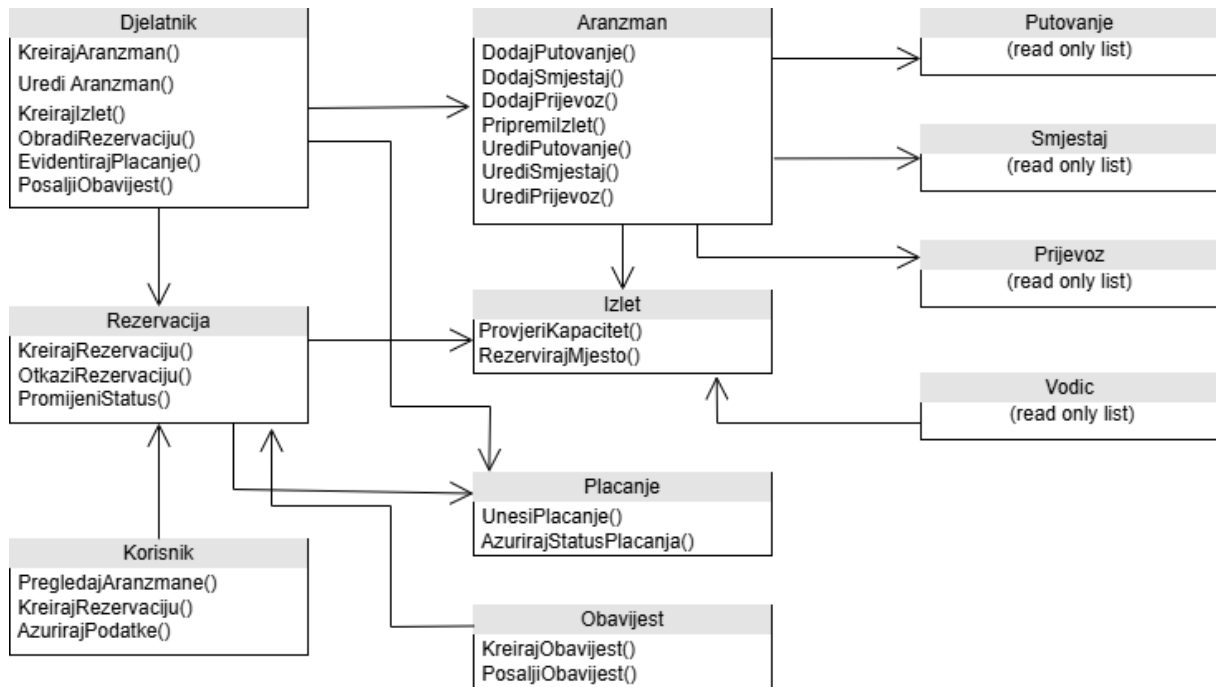 Djelatnik
KreirajAranzman()
Uredi Aranzman()
KreirajIzlet()
ObradiRezervaciju()
EvidentirajPlacanje()
PosaljiObavijest()
Aranzman
DodajPutovanje()
DodajSmjestaj()
DodajPrijevoz()
PripremiIzlet()
UrediPutovanje()
UrediSmjestaj()
UrediPrijevoz()
Putovanje
(read only list)
Smjestaj
(read only list)
Prijevoz
(read only list)
Rezervacija
KreirajRezervaciju()
OtkaziRezervaciju()
PromijeniStatus()
Izlet
ProvjeriKapacitet()
RezervirajMjesto()
Vodic
(read only list)
Placanje
UnesiPlacanje()
AzurirajStatusPlacanja()
Korisnik
PregledajAranzmane()
KreirajRezervaciju()
AzurirajPodatke()
Obavijest
KreirajObavijest()
PosaljiObavijest()